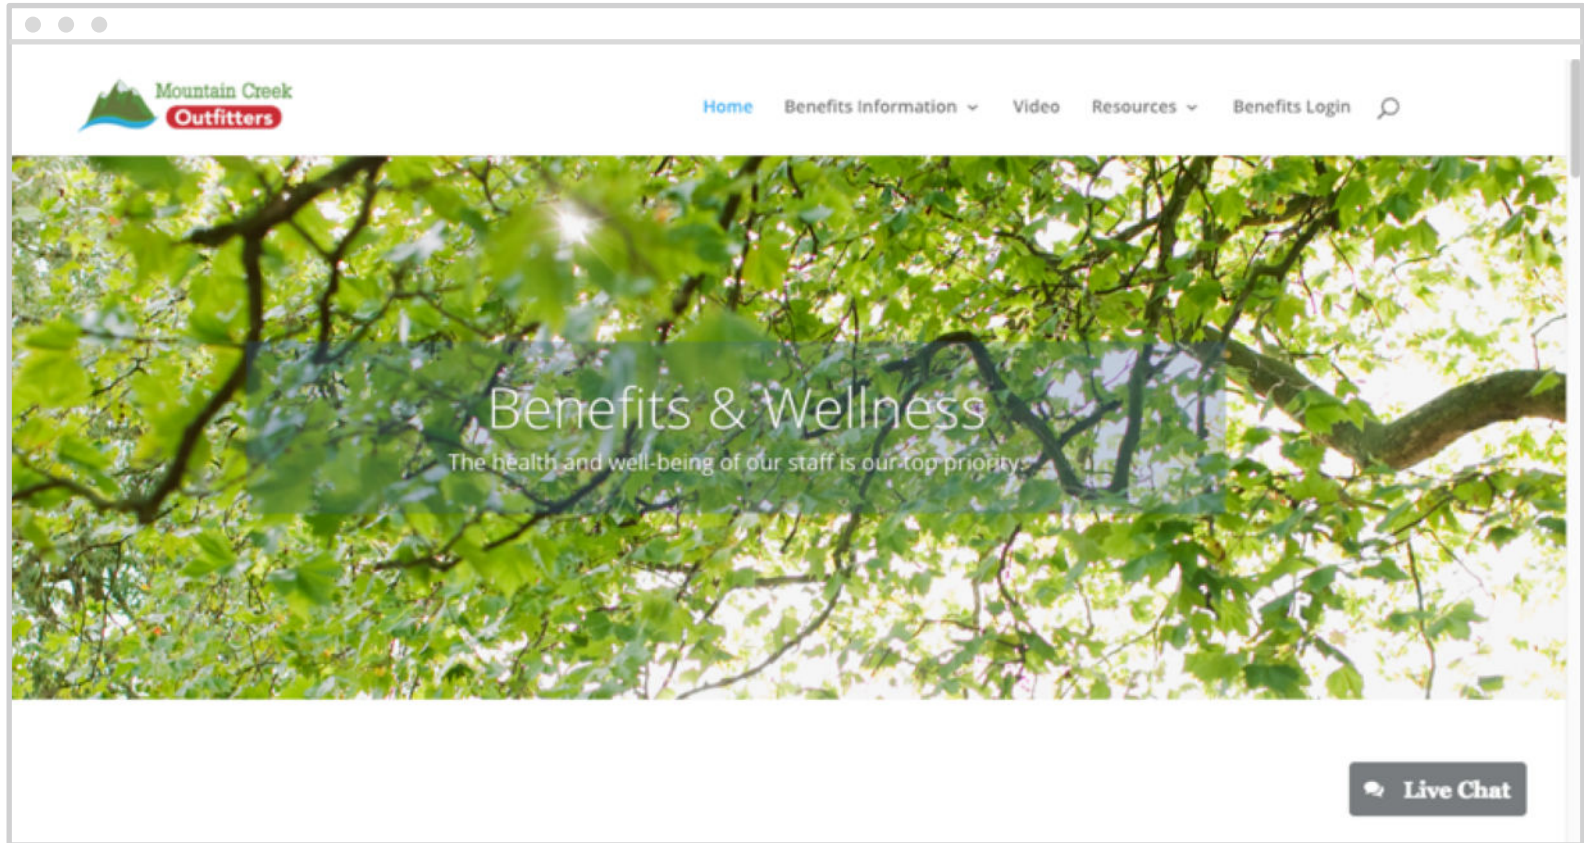 Mountain Creek
Outfitters
Home Benefits Information Video Resources Benefits Login
Benefits & Wellness
The health and well-being of our staff is our top priority.
Live Chat